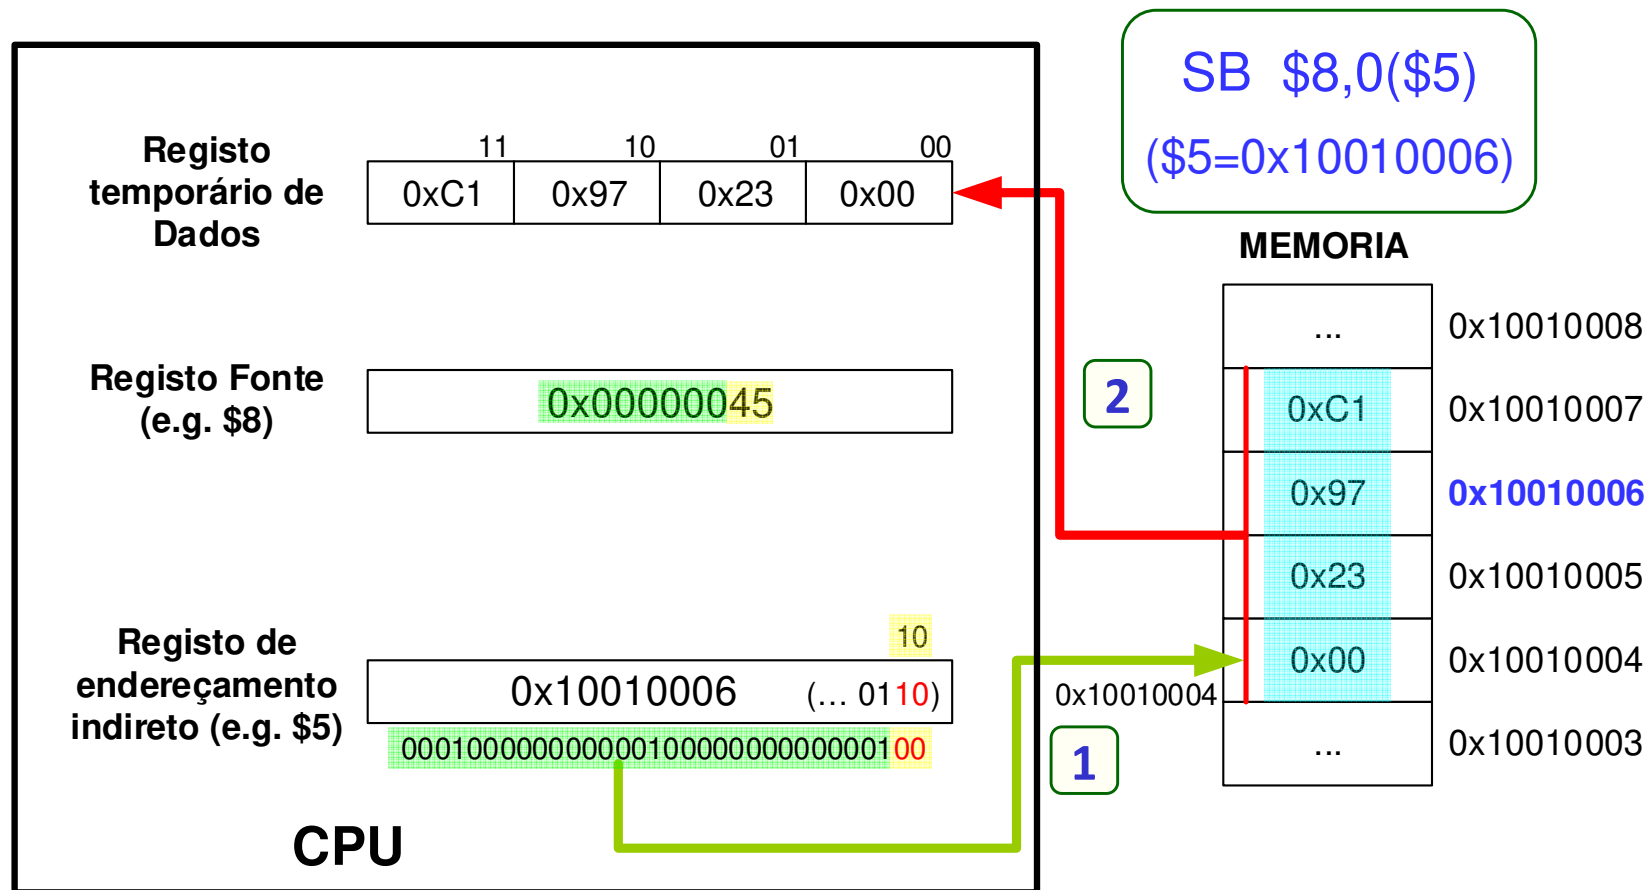 SB $8,0($5)
($5=0x10010006)
Registo
temporário de
Dados
11 10 01 00
0xC1 0x97 0x23 0x00
MEMORIA
... 0x10010008
Registo Fonte
(e.g. $8)
0x00000045
2
0xC1 0x10010007
0x97 0x10010006
0x23 0x10010005
0x00 0x10010004
... 0x10010003
Registo de
endereçamento
indireto (e.g. $5)
10
0x10010006 (... 0110)
00010000000000010000000000000100
0x10010004
1
CPU